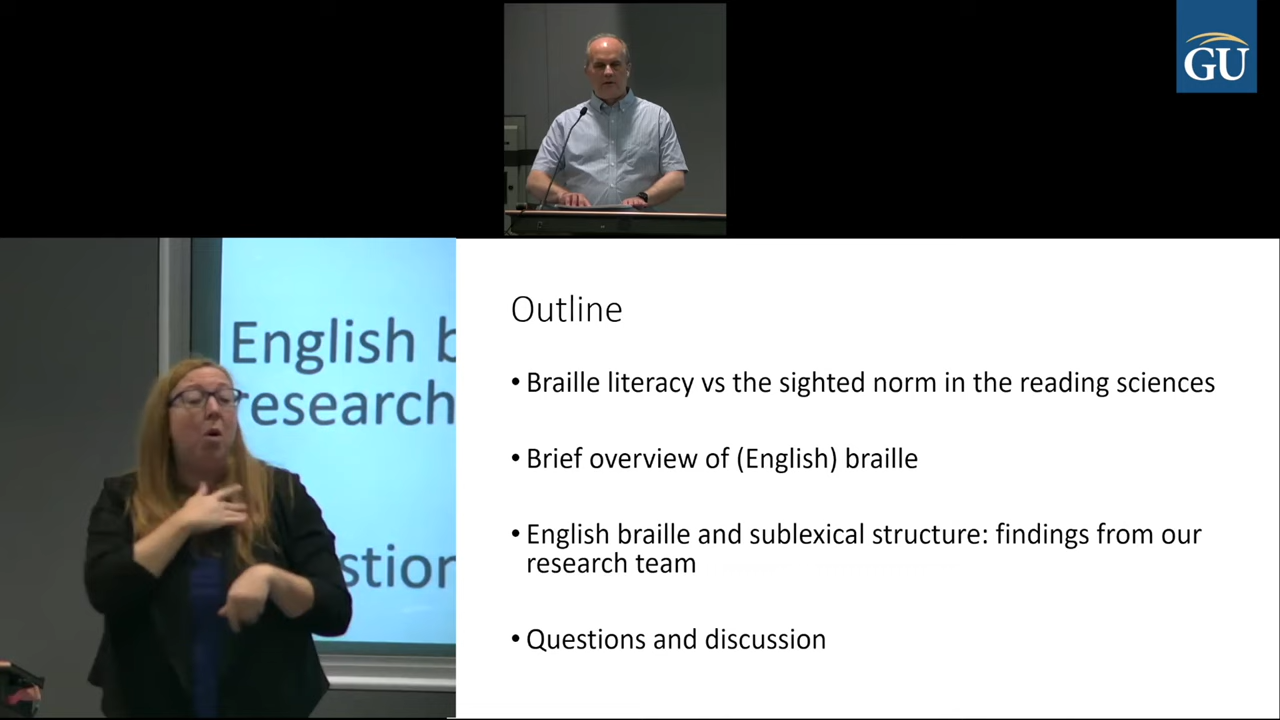 GU
English
research
stion
Outline
• Braille literacy vs the sighted norm in the reading sciences
• Brief overview of (English) braille
• English braille and sublexical structure: findings from our
research team
• Questions and discussion